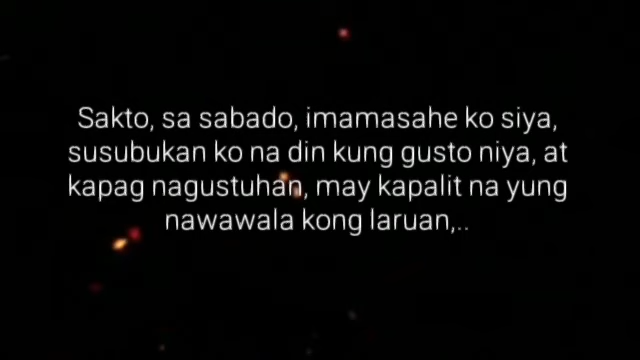 Sakto, sa sabado, imamasahe ko siya,
susubukan ko na din kung gusto niya, at
kapag nagustuhan, may kapalit na yung
nawawala kong laruan,..